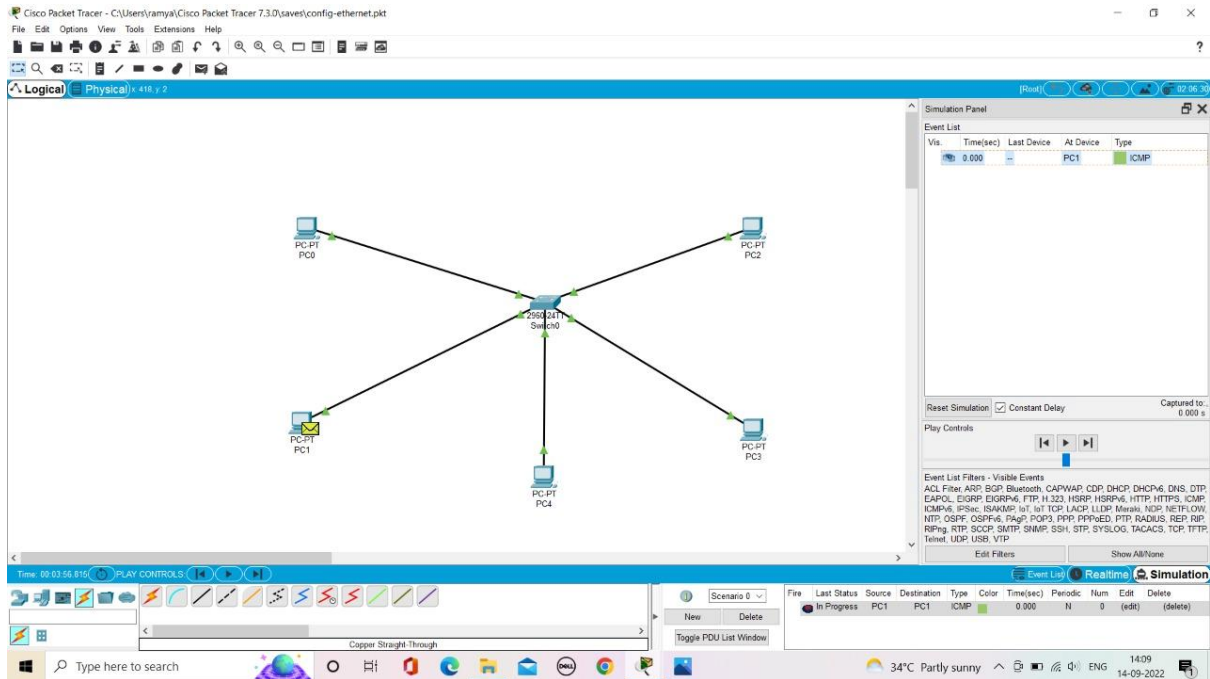 Cisco Packet Tracer - C:\Users\ramya\Cisco Packet Tracer 7.3.0\saves\config-ethernet.pkt
File Edit Options View Tools Extensions Help
?
Logical Physical x: 418, y: 2
[Root] 02:06:30
Simulation Panel
Event List
Vis. Time(sec) Last Device At Device Type
0.000 -- PC1 ICMP
PC-PT
PC0
PC-PT
PC2
2960-24TT
Switch0
PC-PT
PC1
PC-PT
PC3
PC-PT
PC4
Reset Simulation Constant Delay Captured to:
0.000 s
Play Controls
Event List Filters - Visible Events
ACL Filter, ARP, BGP, Bluetooth, CAPWAP, CDP, DHCP, DHCPv6, DNS, DTP,
EAPOL, EIGRP, EIGRPv6, FTP, H.323, HSRP, HSRPv6, HTTP, HTTPS, ICMP,
ICMPv6, IPSec, ISAKMP, IoT, IoT TCP, LACP, LLDP, Meraki, NDP, NETFLOW,
NTP, OSPF, OSPFv6, PAgP, POP3, PPP, PPPoED, PTP, RADIUS, REP, RIP,
RIPng, RTP, SCCP, SMTP, SNMP, SSH, STP, SYSLOG, TACACS, TCP, TFTP,
Telnet, UDP, USB, VTP
Edit Filters Show All/None
Time: 00:03:56.815 PLAY CONTROLS: Event List Realtime Simulation
Scenario 0
New Delete
Toggle PDU List Window
Fire Last Status Source Destination Type Color Time(sec) Periodic Num Edit Delete
In Progress PC1 PC1 ICMP 0.000 N 0 (edit) (delete)
Copper Straight-Through
Type here to search
DELL
34°C Partly sunny ENG 14:09
14-09-2022
1